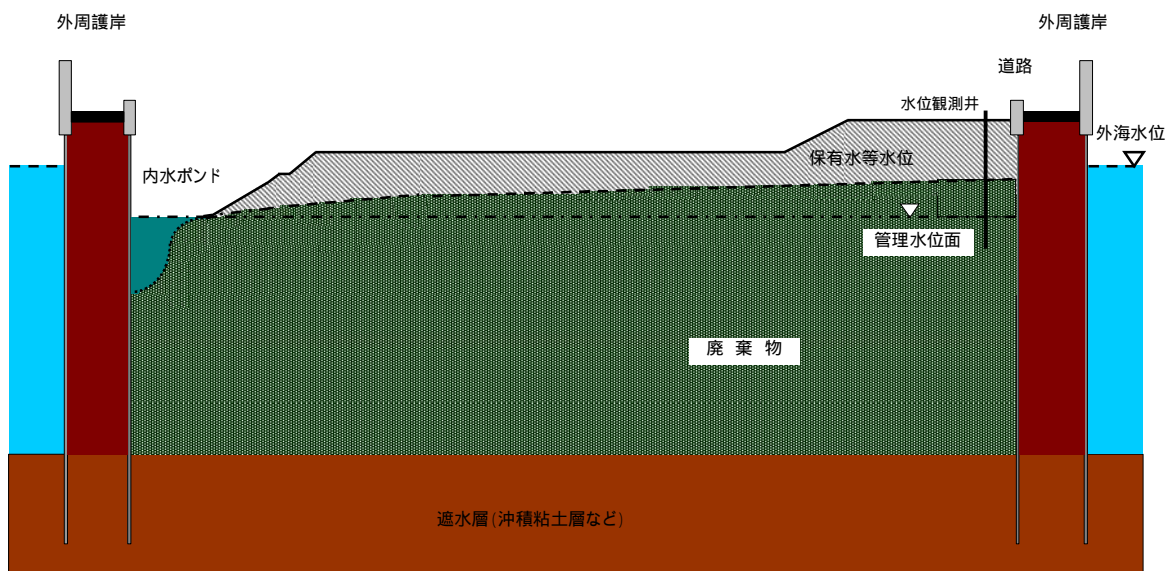 外周護岸
外周護岸
道路
水位観測井
外海水位
保有水等水位
内水ポンド
管理水位面
廃棄物
遮水層(沖積粘土層など)